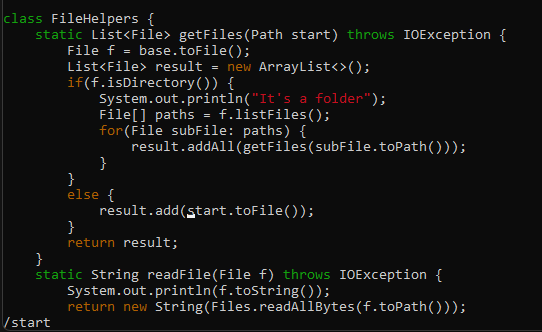 class FileHelpers {
    static List<File> getFiles(Path start) throws IOException {
        File f = base.toFile();
        List<File> result = new ArrayList<>();
        if(f.isDirectory()) {
            System.out.println("It's a folder");
            File[] paths = f.listFiles();
            for(File subFile: paths) {
                result.addAll(getFiles(subFile.toPath()));
            }
        }
        else {
            result.add(start.toFile());
        }
        return result;
    }
    static String readFile(File f) throws IOException {
        System.out.println(f.toString());
        return new String(Files.readAllBytes(f.toPath()));
/start